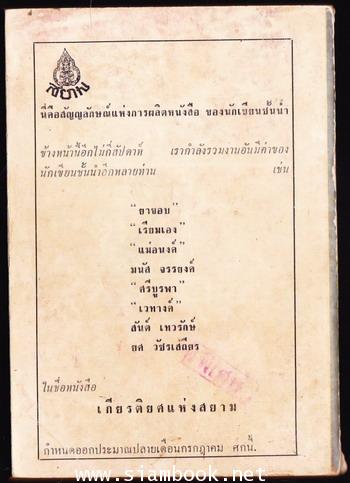 สยาม
นี่คือสัญญลักษณ์แห่งการผลิตหนังสือ ของนักเขียนชั้นนำ
ข้างหน้านี้อีกไม่กี่สัปดาห์ เรากำลังรวมงานอันมีค่าของ
นักเขียนชั้นนำอีกหลายท่าน เช่น
"ยาขอบ"
"เรียมเอง"
"แม่อนงค์"
มนัส จรรยงค์
"ศรีบูรพา"
"เวทางค์"
สันต์ เทวรักษ์
ยศ วัชรเสถียร
ในชื่อหนังสือ
เกียรติยศแห่งสยาม
กำหนดออกประมาณปลายเดือนกรกฎาคม ศกนี้.
www.siambook.net